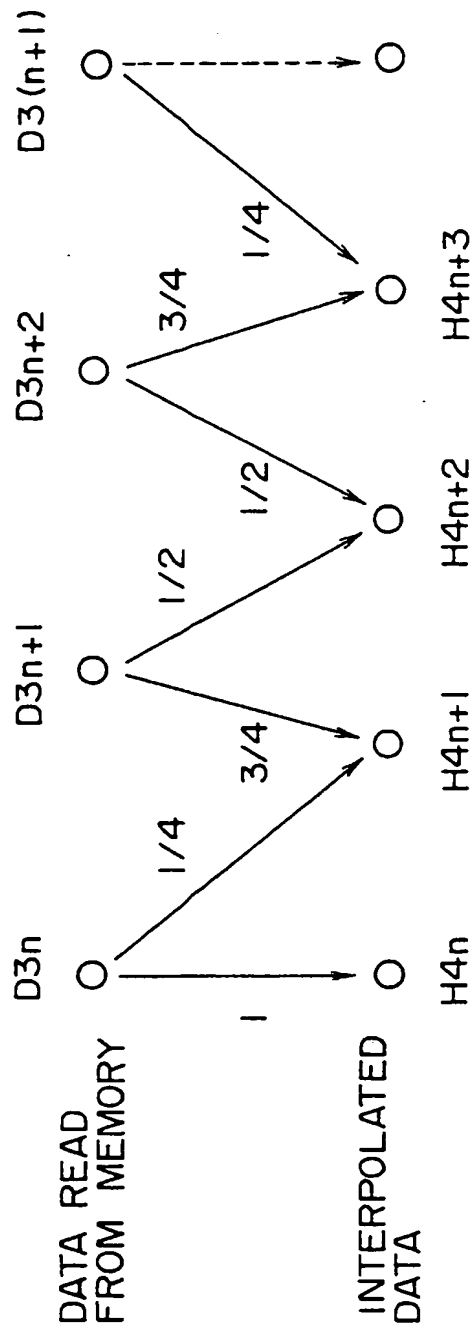 D3n
D3n+1
D3n+2
D3(n+1)
DATA READ
FROM MEMORY
1
1/4
3/4
1/2
1/2
3/4
1/4
INTERPOLATED
DATA
H4n
H4n+1
H4n+2
H4n+3